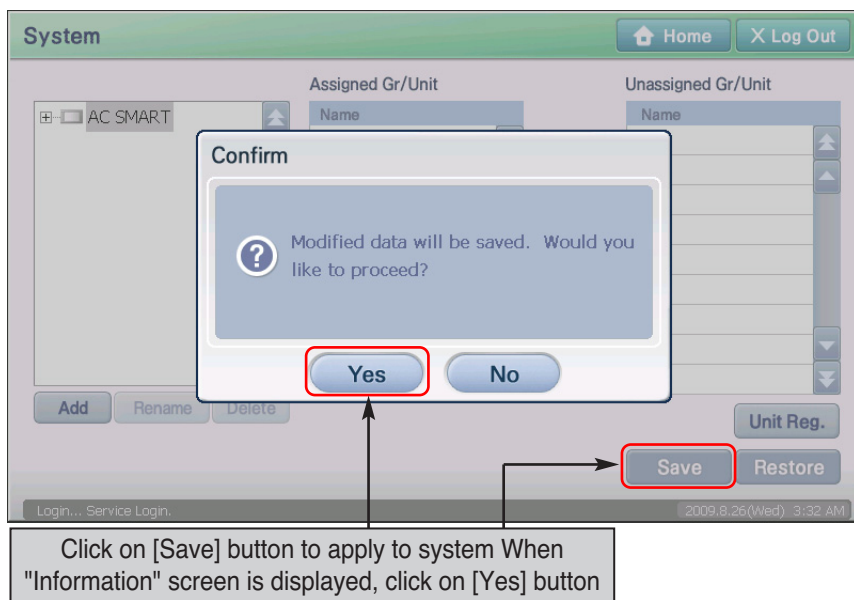 System
Home
X Log Out
Assigned Gr/Unit
Unassigned Gr/Unit
AC SMART
Name
Name
Confirm
Modified data will be saved. Would you
like to proceed?
Yes
No
Add
Rename
Delete
Unit Reg.
Save
Restore
Login... Service Login.
2009.8.26(Wed) 3:32 AM
Click on [Save] button to apply to system When
"Information" screen is displayed, click on [Yes] button